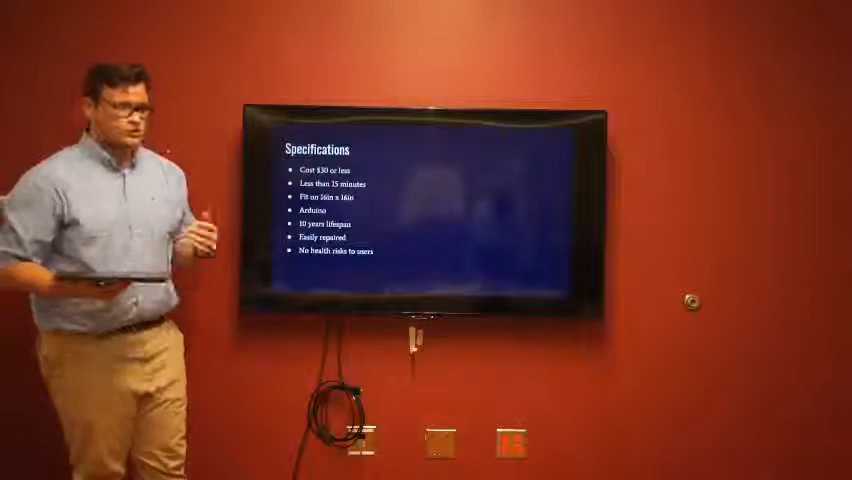 Specifications
• Cost $30 or less
• Less than 15 minutes
• Fit on 16in x 16in
• Arduino
• 10 years lifespan
• Easily repaired
• No health risks to users